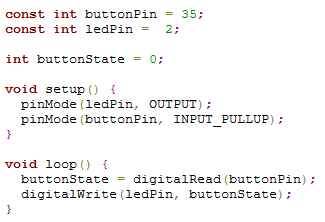 const int buttonPin = 35;
const int ledPin =  2;
int buttonState = 0;
void setup() {
  pinMode(ledPin, OUTPUT);
  pinMode(buttonPin, INPUT_PULLUP);
}
void loop() {
  buttonState = digitalRead(buttonPin);
  digitalWrite(ledPin, buttonState);
}